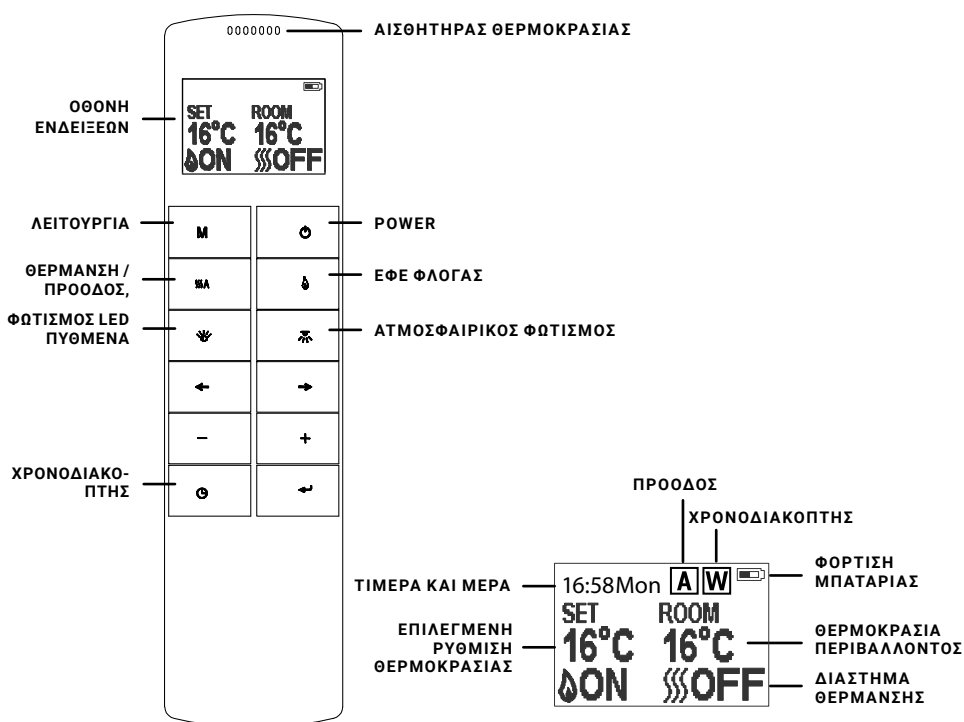 ΑΙΣΘΗΤΗΡΑΣ ΘΕΡΜΟΚΡΑΣΙΑΣ
ΟΘΟΝΗ
ΕΝΔΕΙΞΕΩΝ
SET ROOM
16°C 16°C
ON OFF
ΛΕΙΤΟΥΡΓΙΑ
M
POWER
ΘΕΡΜΑΝΣΗ /
ΠΡΟΟΔΟΣ,
A
ΕΦΕ ΦΛΟΓΑΣ
ΦΩΤΙΣΜΟΣ LED
ΠΥΘΜΕΝΑ
ΑΤΜΟΣΦΑΙΡΙΚΟΣ ΦΩΤΙΣΜΟΣ
- +
ΧΡΟΝΟΔΙΑΚΟ-
ΠΤΗΣ
ΠΡΟΟΔΟΣ
ΧΡΟΝΟΔΙΑΚΟΠΤΗΣ
ΤΙΜΕΡΑ ΚΑΙ ΜΕΡΑ
16:58Mon A W
ΦΟΡΤΙΣΗ
ΜΠΑΤΑΡΙΑΣ
SET ROOM
16°C 16°C
ON OFF
ΕΠΙΛΕΓΜΕΝΗ
ΡΥΘΜΙΣΗ
ΘΕΡΜΟΚΡΑΣΙΑΣ
ΘΕΡΜΟΚΡΑΣΙΑ
ΠΕΡΙΒΑΛΛΟΝΤΟΣ
ΔΙΑΣΤΗΜΑ
ΘΕΡΜΑΝΣΗΣ